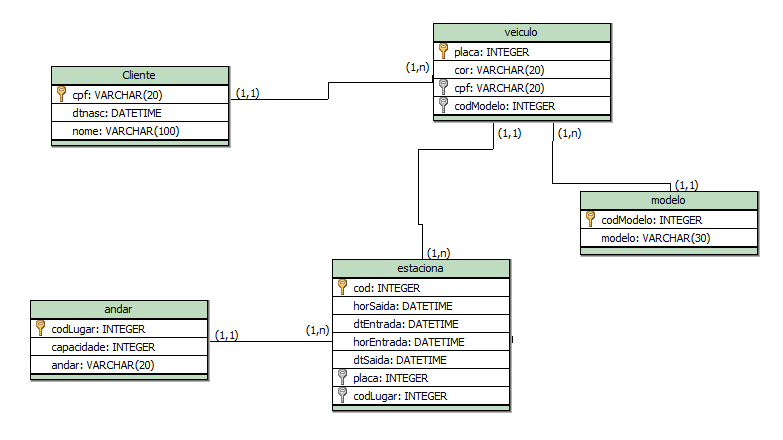 veiculo
placa: INTEGER
cor: VARCHAR(20)
cpf: VARCHAR(20)
codModelo: INTEGER
(1,n)
Cliente
cpf: VARCHAR(20)
dtnasc: DATETIME
nome: VARCHAR(100)
(1,1)
(1,1)
(1,n)
(1,1)
modelo
codModelo: INTEGER
modelo: VARCHAR(30)
(1,n)
estaciona
cod: INTEGER
horSaida: DATETIME
dtEntrada: DATETIME
horEntrada: DATETIME
dtSaida: DATETIME
placa: INTEGER
codLugar: INTEGER
andar
codLugar: INTEGER
capacidade: INTEGER
andar: VARCHAR(20)
(1,1)
(1,n)